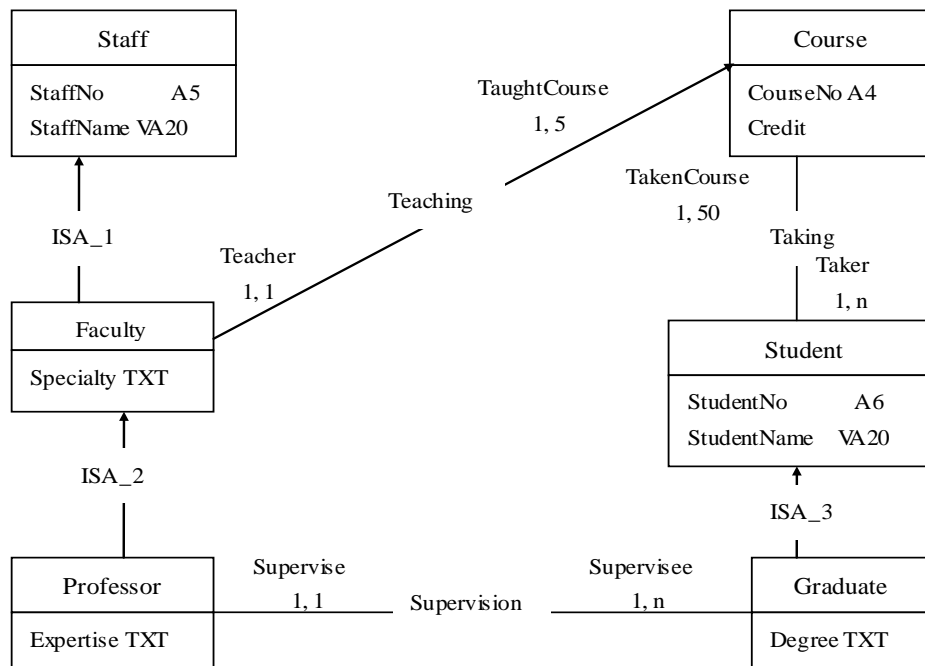 Staff
StaffNo A5
StaffName VA20
Course
CourseNo A4
Credit
TaughtCourse
1, 5
TakenCourse
1, 50
Teaching
Taking
ISA_1
Teacher
1, 1
Taker
1, n
Faculty
Specialty TXT
Student
StudentNo A6
StudentName VA20
ISA_2
ISA_3
Professor
Expertise TXT
Supervise
1, 1
Supervision
Supervisee
1, n
Graduate
Degree TXT